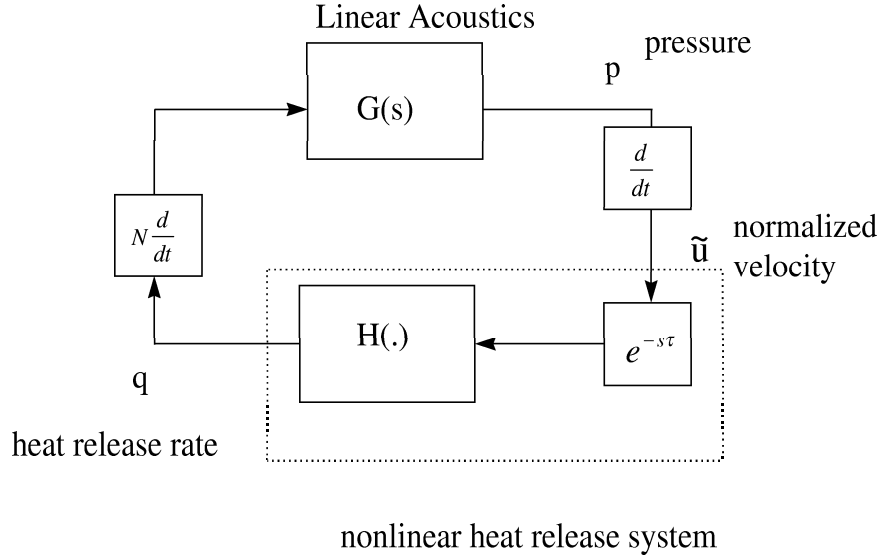 Linear Acoustics
pressure
p
G(s)
d
dt
N d
dt
ũ
normalized
velocity
H(.)
e^{-sτ}
q
heat release rate
nonlinear heat release system